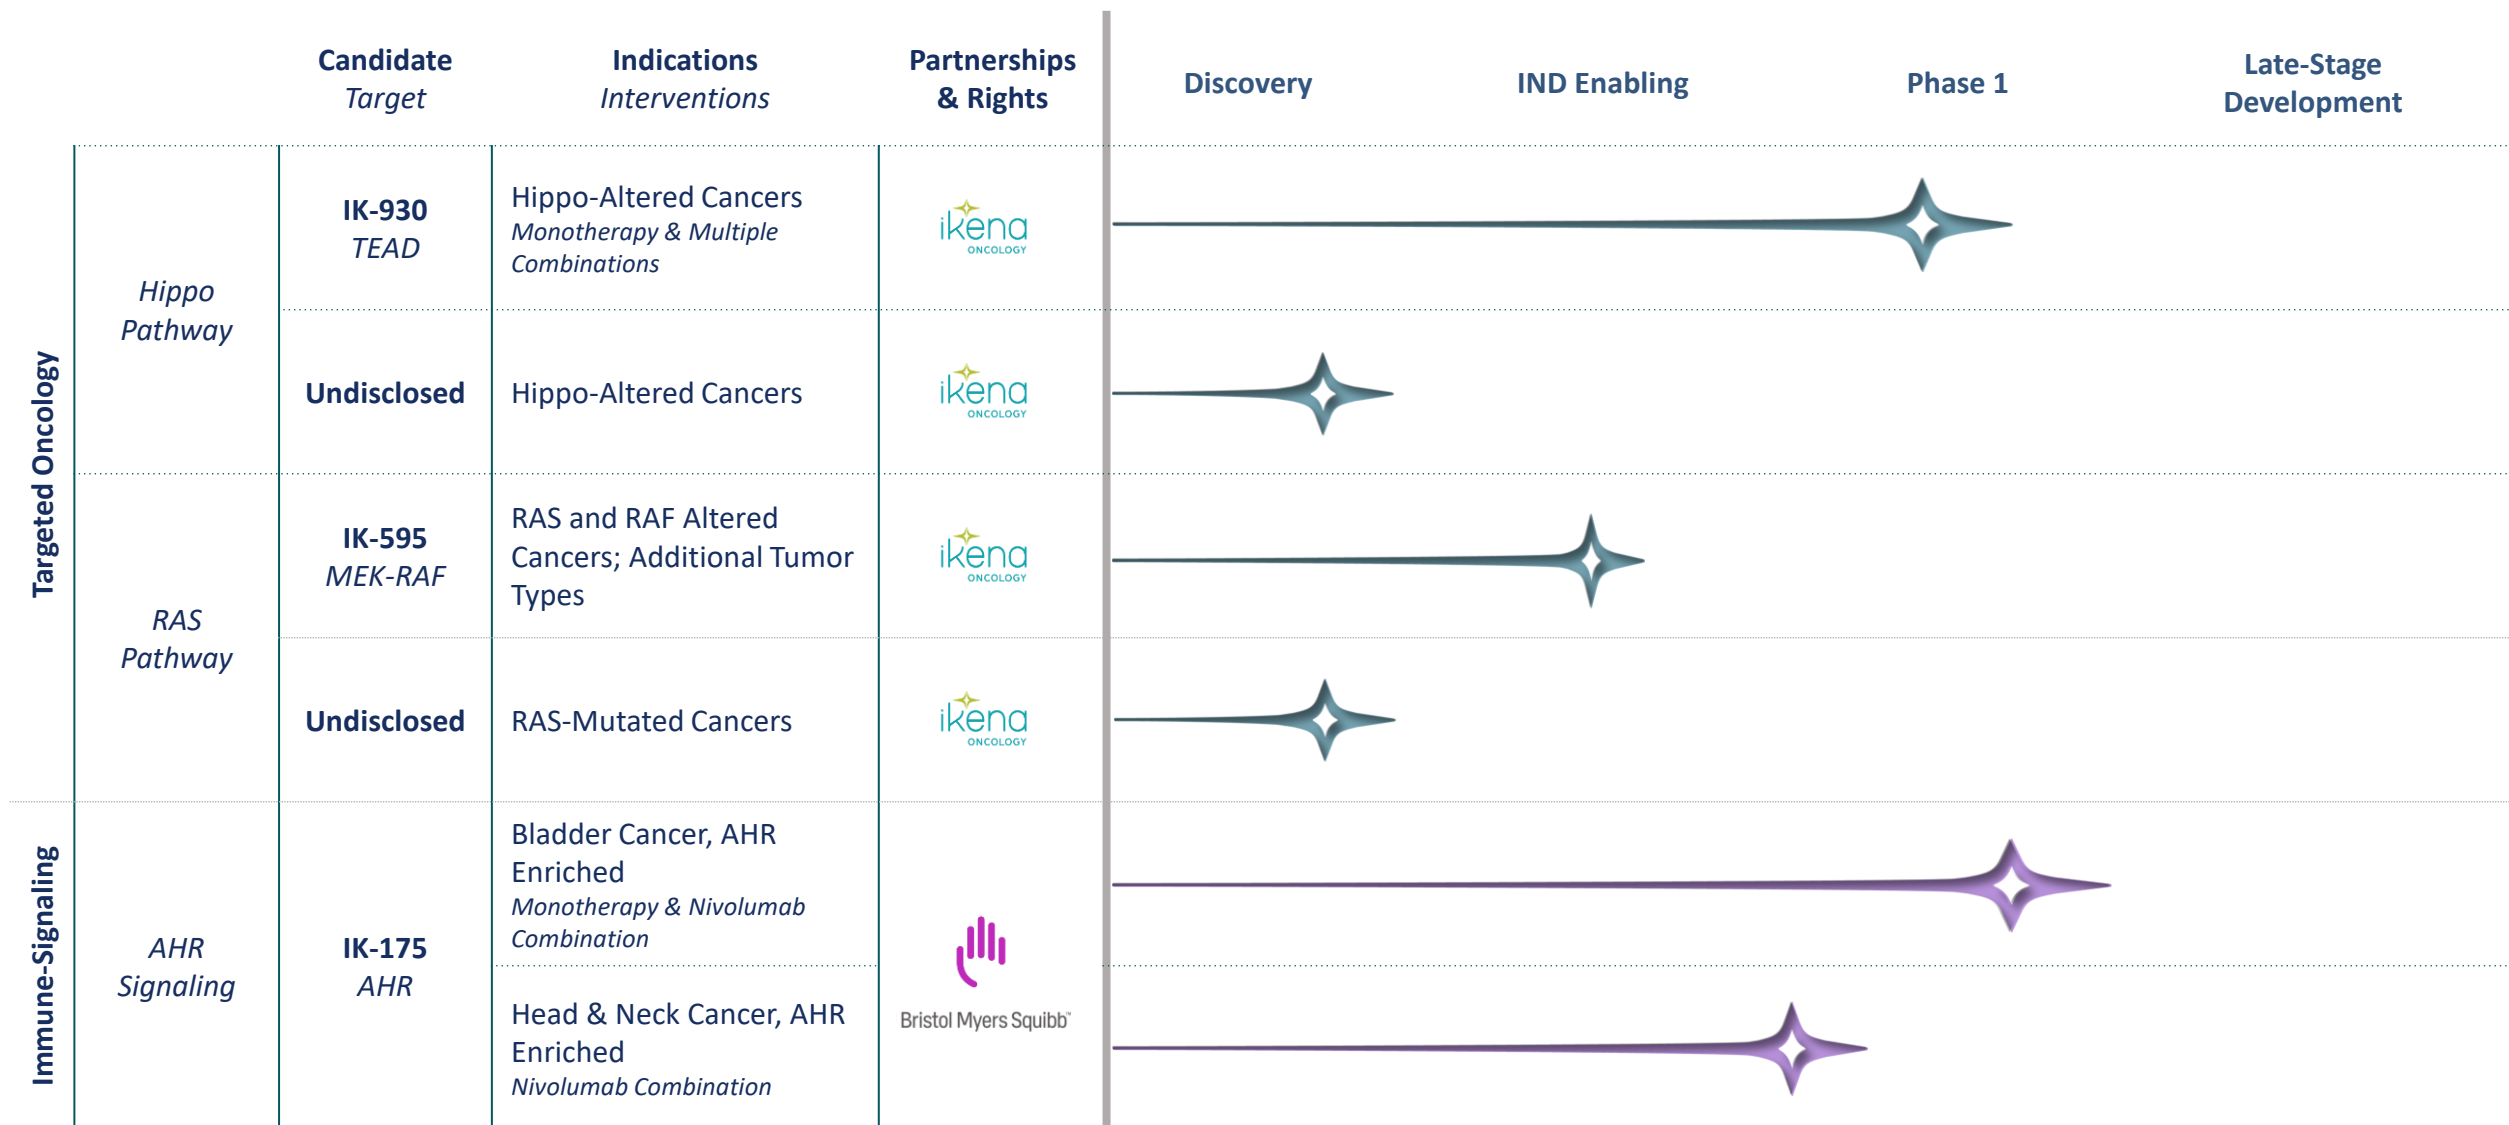 Candidate
Target
Indications
Interventions
Partnerships
& Rights
Discovery
IND Enabling
Phase 1
Late-Stage
Development
Targeted Oncology
Hippo
Pathway
IK-930
TEAD
Hippo-Altered Cancers
Monotherapy & Multiple
Combinations
ikena
ONCOLOGY
Undisclosed
Hippo-Altered Cancers
ikena
ONCOLOGY
RAS
Pathway
IK-595
MEK-RAF
RAS and RAF Altered
Cancers; Additional Tumor
Types
ikena
ONCOLOGY
Undisclosed
RAS-Mutated Cancers
ikena
ONCOLOGY
Immune-Signaling
AHR
Signaling
IK-175
AHR
Bladder Cancer, AHR
Enriched
Monotherapy & Nivolumab
Combination
Head & Neck Cancer, AHR
Enriched
Nivolumab Combination
Bristol Myers Squibb™